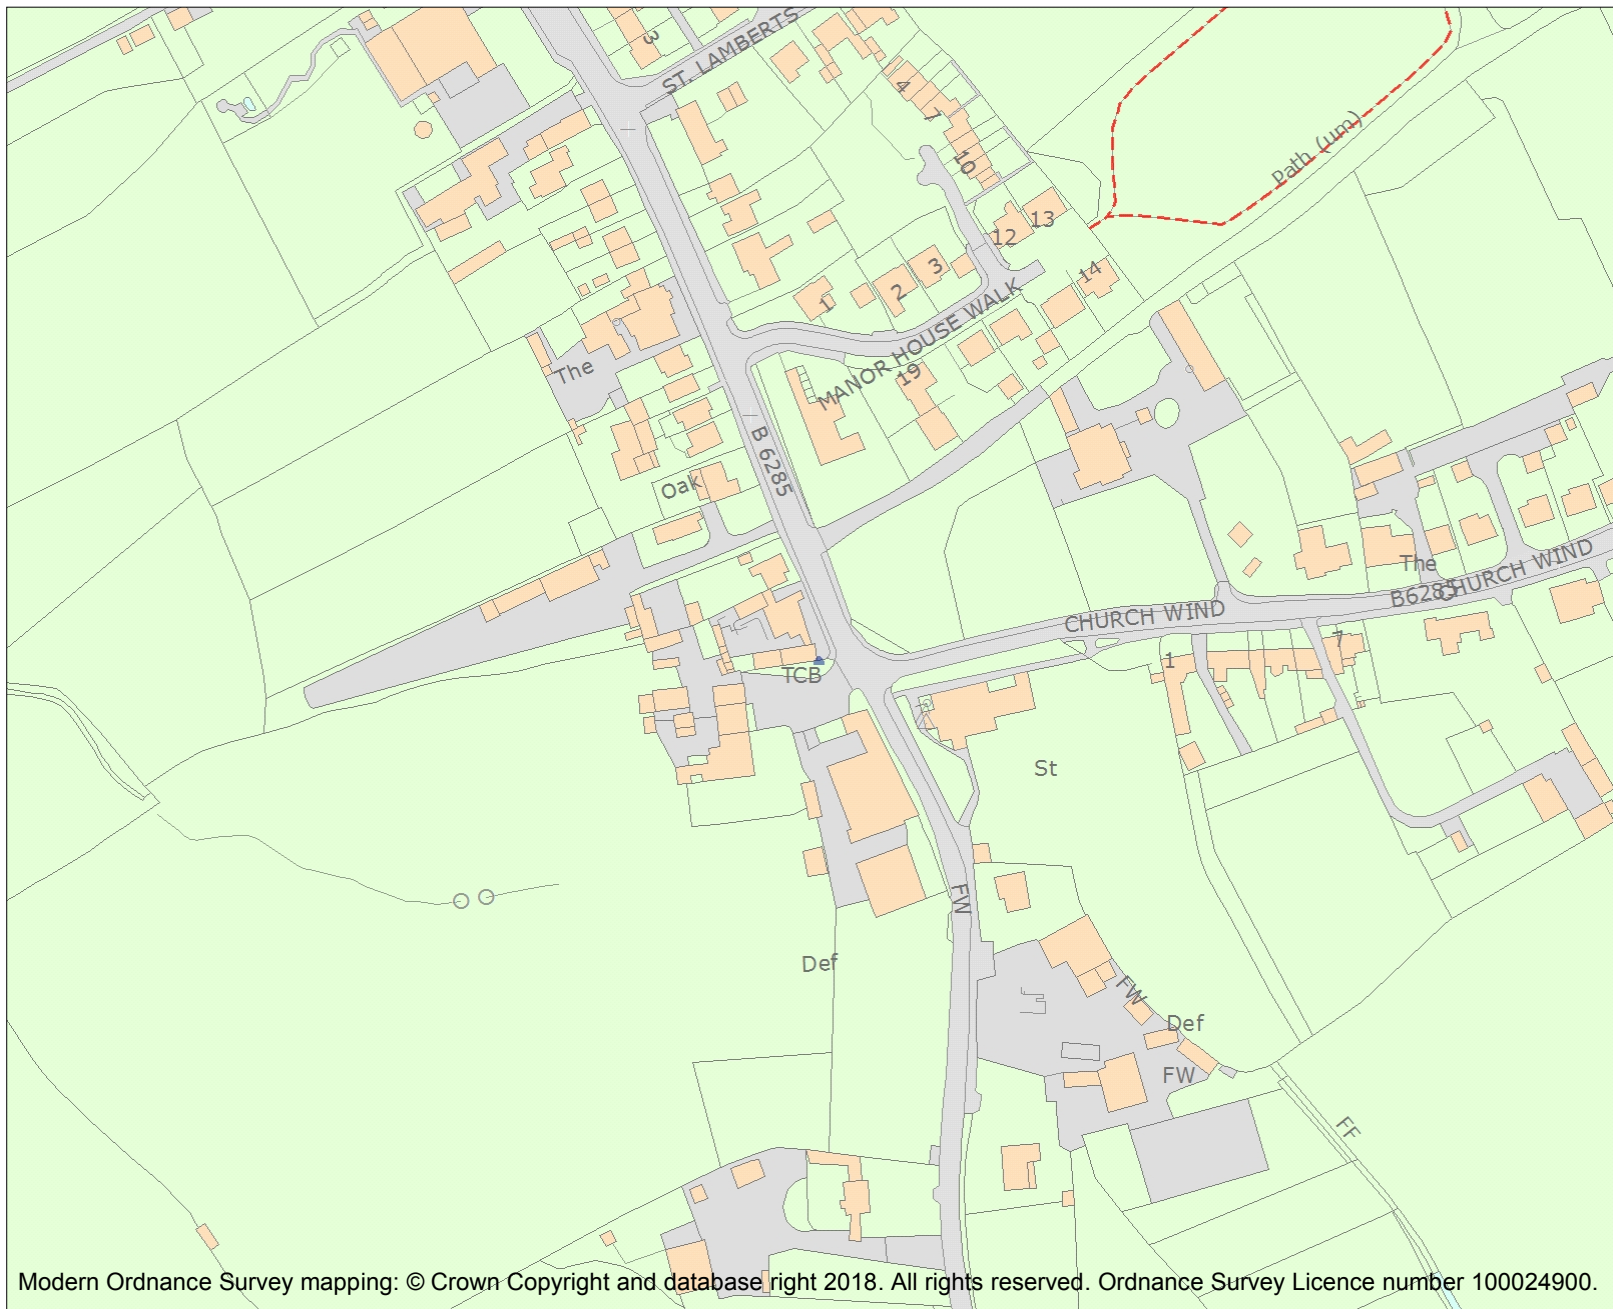 3
ST. LAMBERTS
4
7
10
Path (um)
13
12
14
3
2
1
MANOR HOUSE WALK
The
19
B 6285
Oak
The
CHURCH WIND
B6285
CHURCH WIND
7
1
TCB
St
FW
Def
FW
Def
FW
FF
Modern Ordnance Survey mapping: © Crown Copyright and database right 2018. All rights reserved. Ordnance Survey Licence number 100024900.